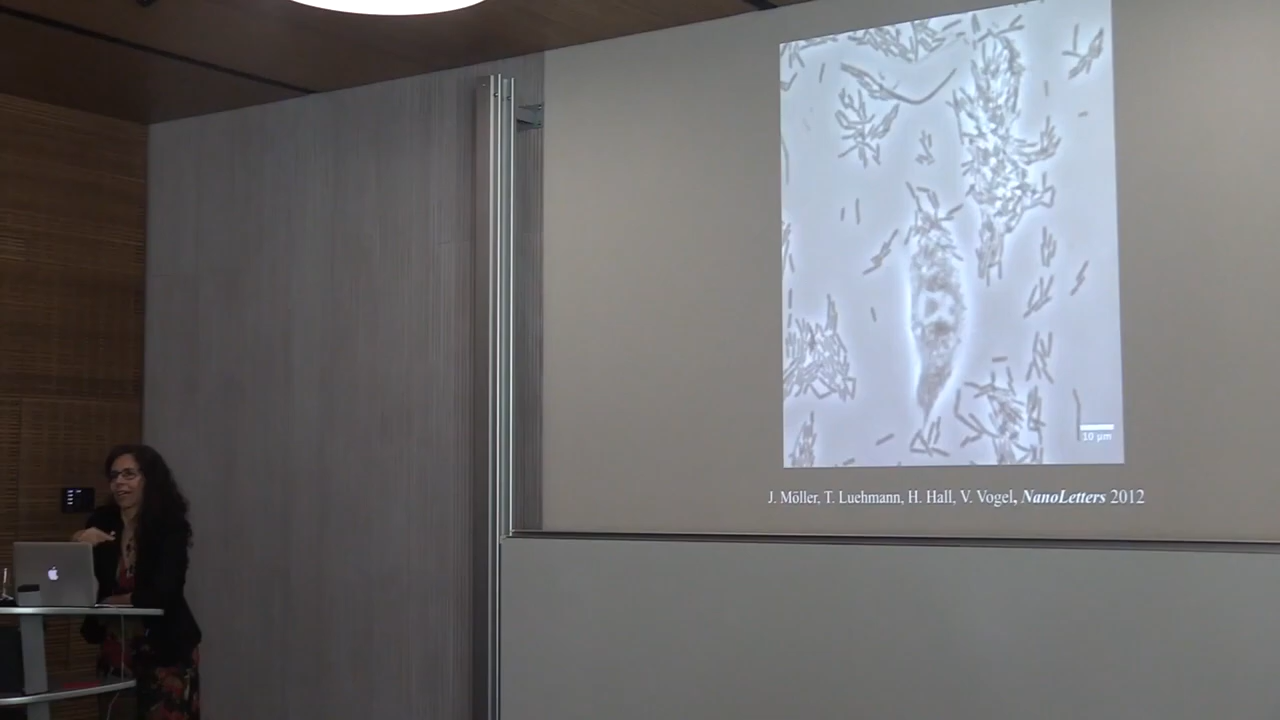 10 µm
J. Möller, T. Luehmann, H. Hall, V. Vogel, NanoLetters 2012